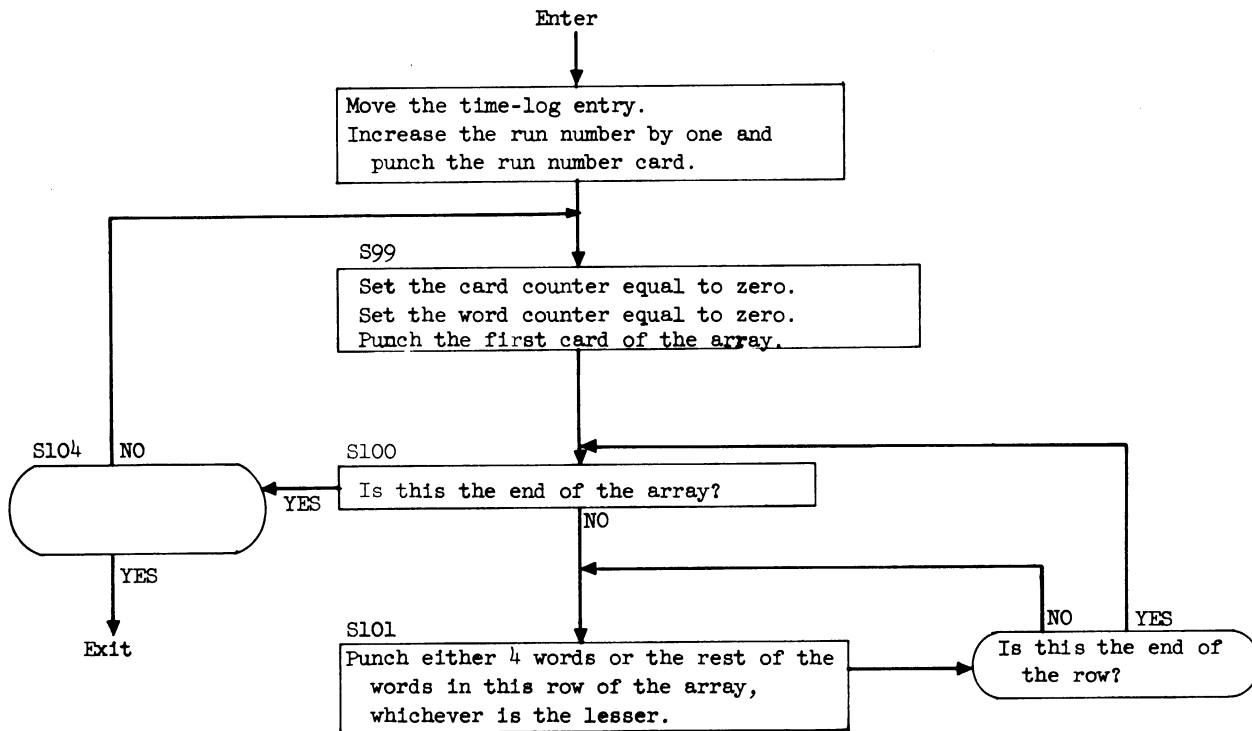 Enter
Move the time-log entry.
Increase the run number by one and
punch the run number card.
S99
Set the card counter equal to zero.
Set the word counter equal to zero.
Punch the first card of the array.
S104
NO
S100
Is this the end of the array?
YES
NO
YES
Exit
S101
Punch either 4 words or the rest of the
words in this row of the array,
whichever is the lesser.
NO
YES
Is this the end of
the row?